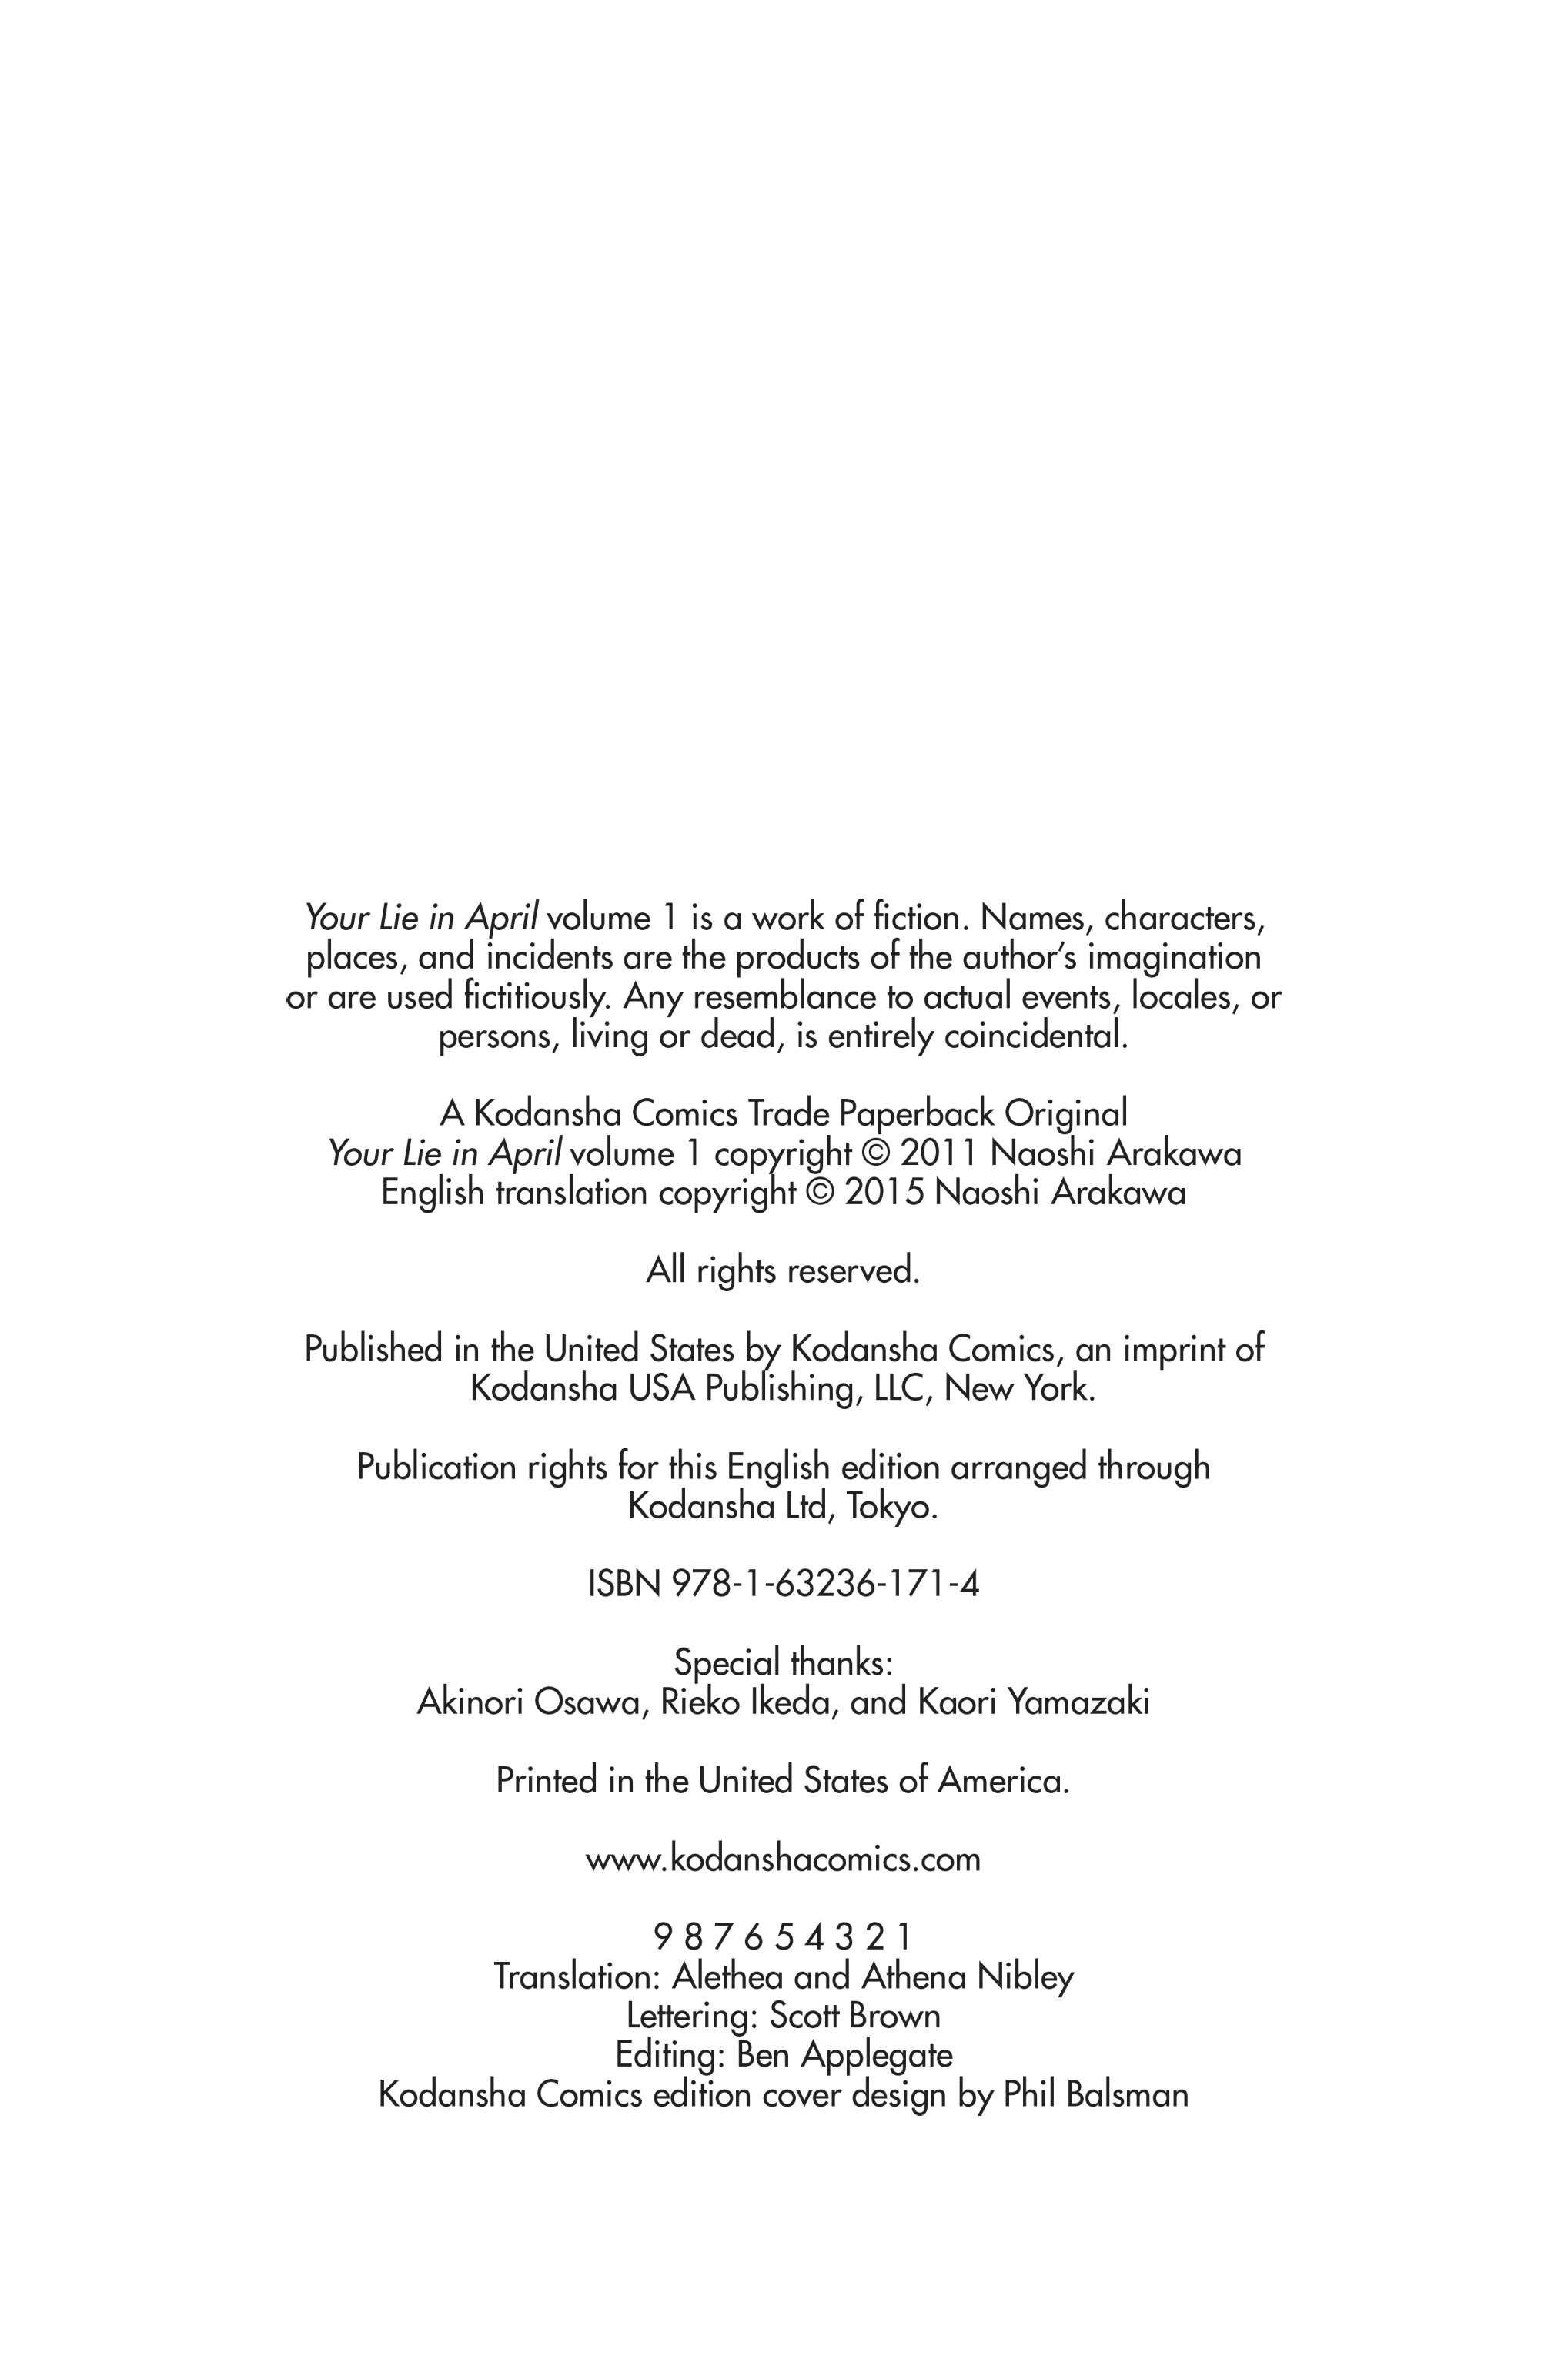 Your Lie in April volume 1 is a work of fiction. Names, characters,
places, and incidents are the products of the author's imagination
or are used fictitiously. Any resemblance to actual events, locales, or
persons, living or dead, is entirely coincidental.
A Kodansha Comics Trade Paperback Original
Your Lie in April volume 1 copyright © 2011 Naoshi Arakawa
English translation copyright © 2015 Naoshi Arakawa
All rights reserved.
Published in the United States by Kodansha Comics, an imprint of
Kodansha USA Publishing, LLC, New York.
Publication rights for this English edition arranged through
Kodansha Ltd, Tokyo.
ISBN 978-1-63236-171-4
Special thanks:
Akinori Osawa, Rieko Ikeda, and Kaori Yamazaki
Printed in the United States of America.
www.kodanshacomics.com
9 8 7 6 5 4 3 2 1
Translation: Alethea and Athena Nibley
Lettering: Scott Brown
Editing: Ben Applegate
Kodansha Comics edition cover design by Phil Balsman